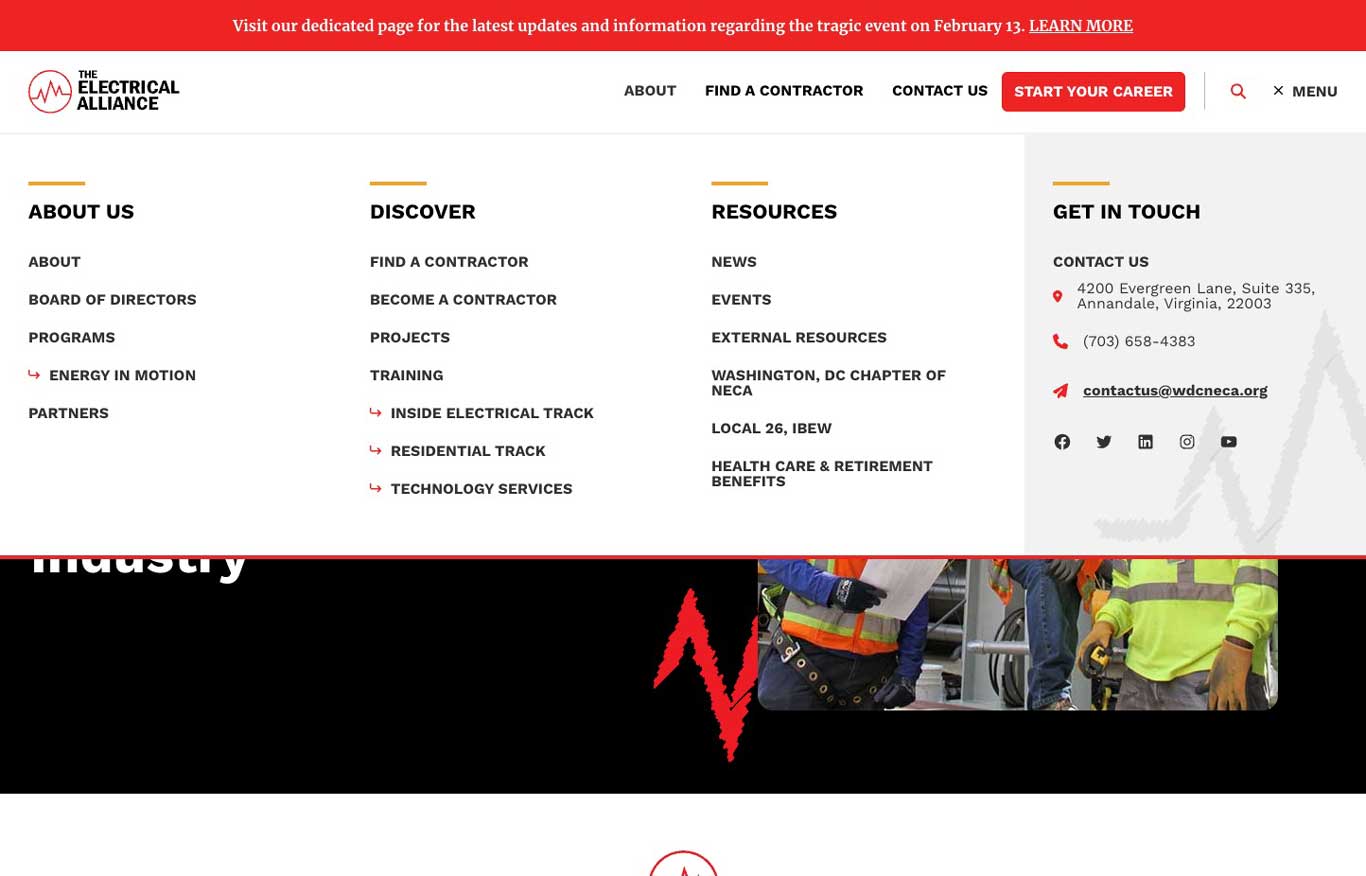 Visit our dedicated page for the latest updates and information regarding the tragic event on February 13. LEARN MORE
THE
ELECTRICAL
ALLIANCE
ABOUT
FIND A CONTRACTOR
CONTACT US
START YOUR CAREER
MENU
ABOUT US
ABOUT
BOARD OF DIRECTORS
PROGRAMS
ENERGY IN MOTION
PARTNERS
DISCOVER
FIND A CONTRACTOR
BECOME A CONTRACTOR
PROJECTS
TRAINING
INSIDE ELECTRICAL TRACK
RESIDENTIAL TRACK
TECHNOLOGY SERVICES
RESOURCES
NEWS
EVENTS
EXTERNAL RESOURCES
WASHINGTON, DC CHAPTER OF
NECA
LOCAL 26, IBEW
HEALTH CARE & RETIREMENT
BENEFITS
GET IN TOUCH
CONTACT US
4200 Evergreen Lane, Suite 335,
Annandale, Virginia, 22003
(703) 658-4383
contactus@wdcneca.org
Industry